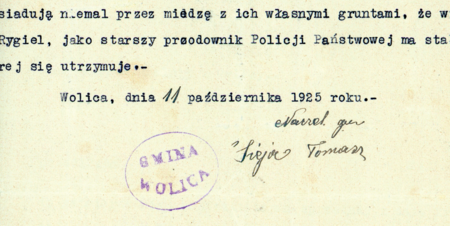 siadują niemal przez miedzę z ich własnymi gruntami, że w
Rygiel, jako starszy przodownik Policji Państwowej ma sta
rej się utrzymuje.-
Wolica, dnia 11 października 1925 roku.-
Tomasz
GMINA
WOLICA